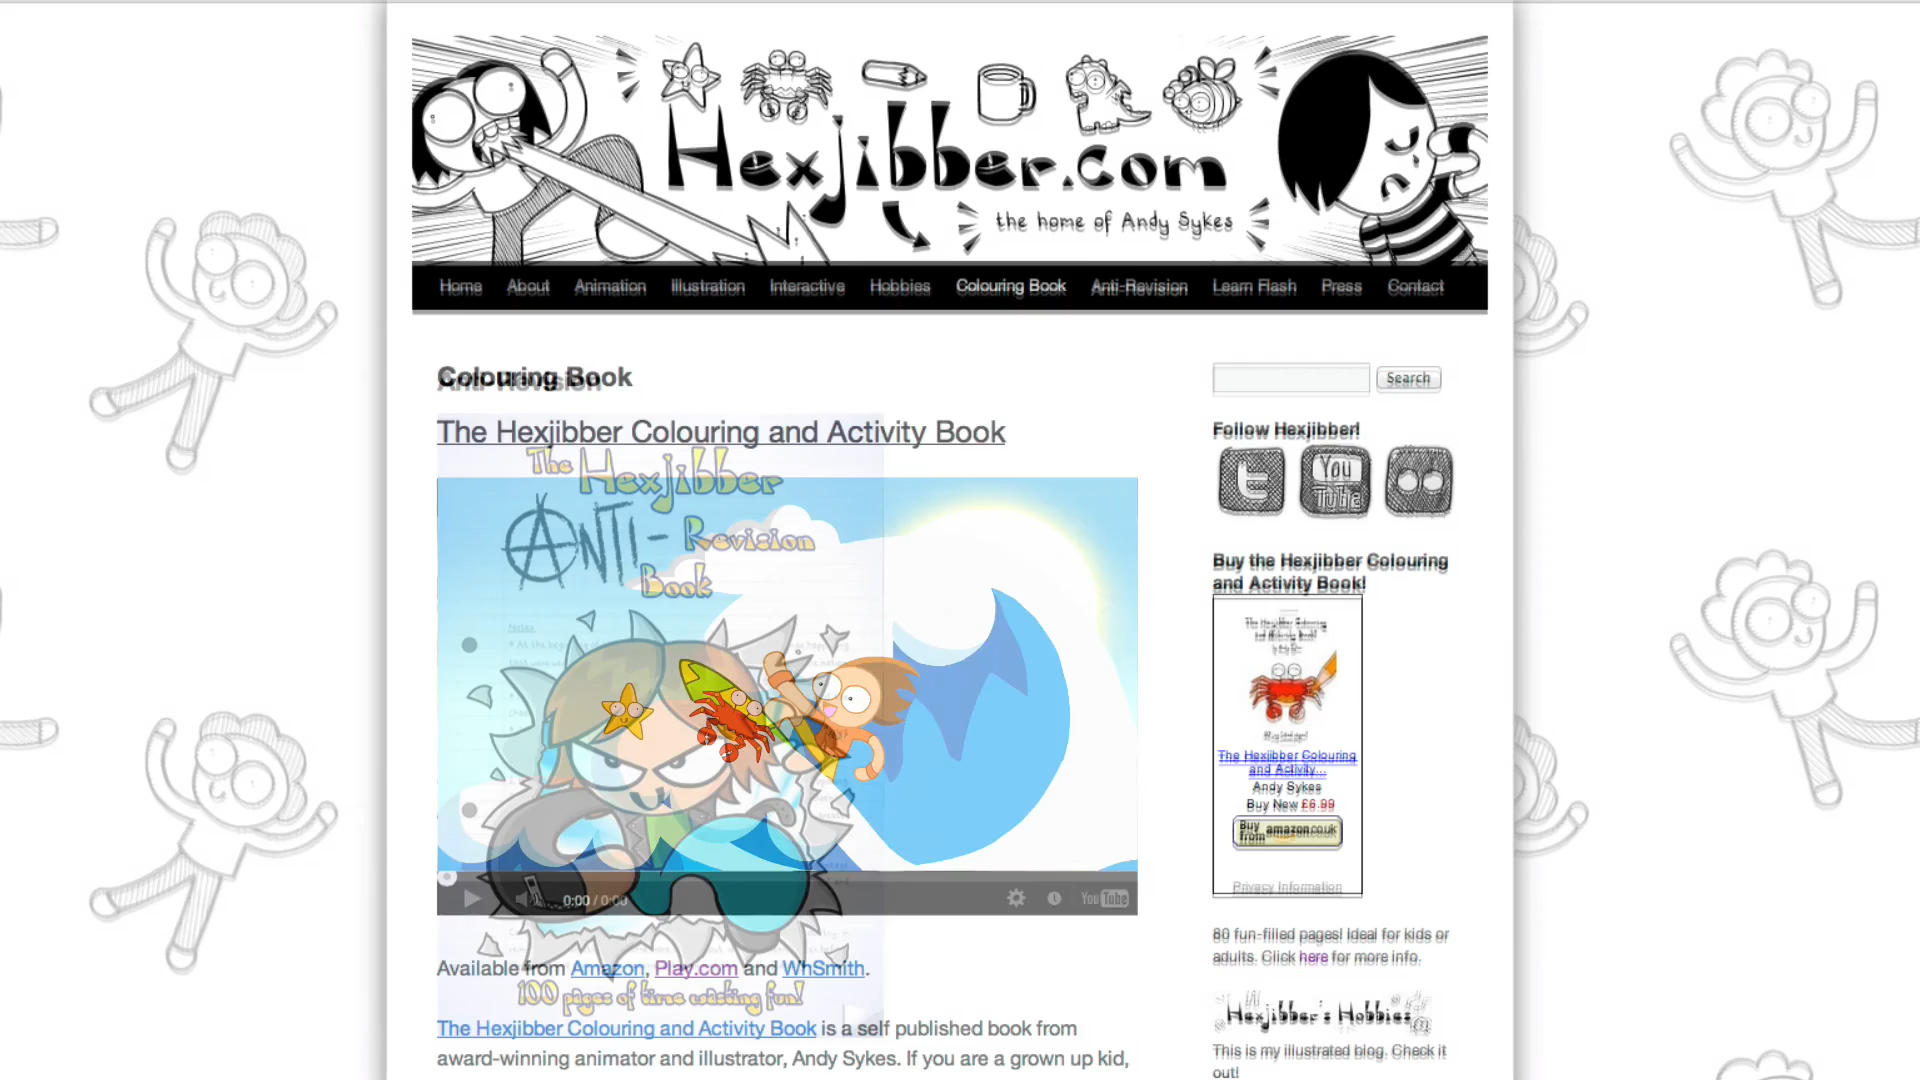 Hexjibber.com
the home of Andy Sykes
Home About Animation Illustration Interactive Hobbies Colouring Book Anti-Revision Learn Flash Press Contact
Colouring Book
Anti-Revision
The Hexjibber Colouring and Activity Book
The Hexjibber
ANTI- Revision
Book
Notes
0:00 / 0:00
YouTube
Available from Amazon, Play.com and WhSmith.
100 pages of time wasting fun!
The Hexjibber Colouring and Activity Book is a self published book from
award-winning animator and illustrator, Andy Sykes. If you are a grown up kid,
Search
Follow Hexjibber!
t
You
Tube
Buy the Hexjibber Colouring
and Activity Book!
The Hexjibber Colouring
and Activity...
Andy Sykes
Buy New £6.99
Buy from amazon.co.uk
Privacy Information
80 fun-filled pages! Ideal for kids or
adults. Click here for more info.
Hexjibber's Hobbies
This is my illustrated blog. Check it
out!